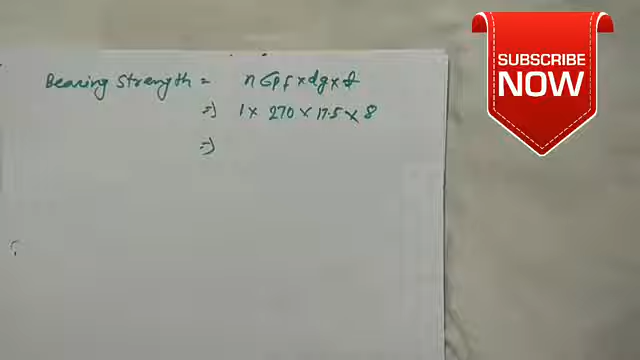 Bearing Strength = n σpf × dg × t
⇒ 1 × 270 × 17.5 × 8
⇒
SUBSCRIBE
NOW